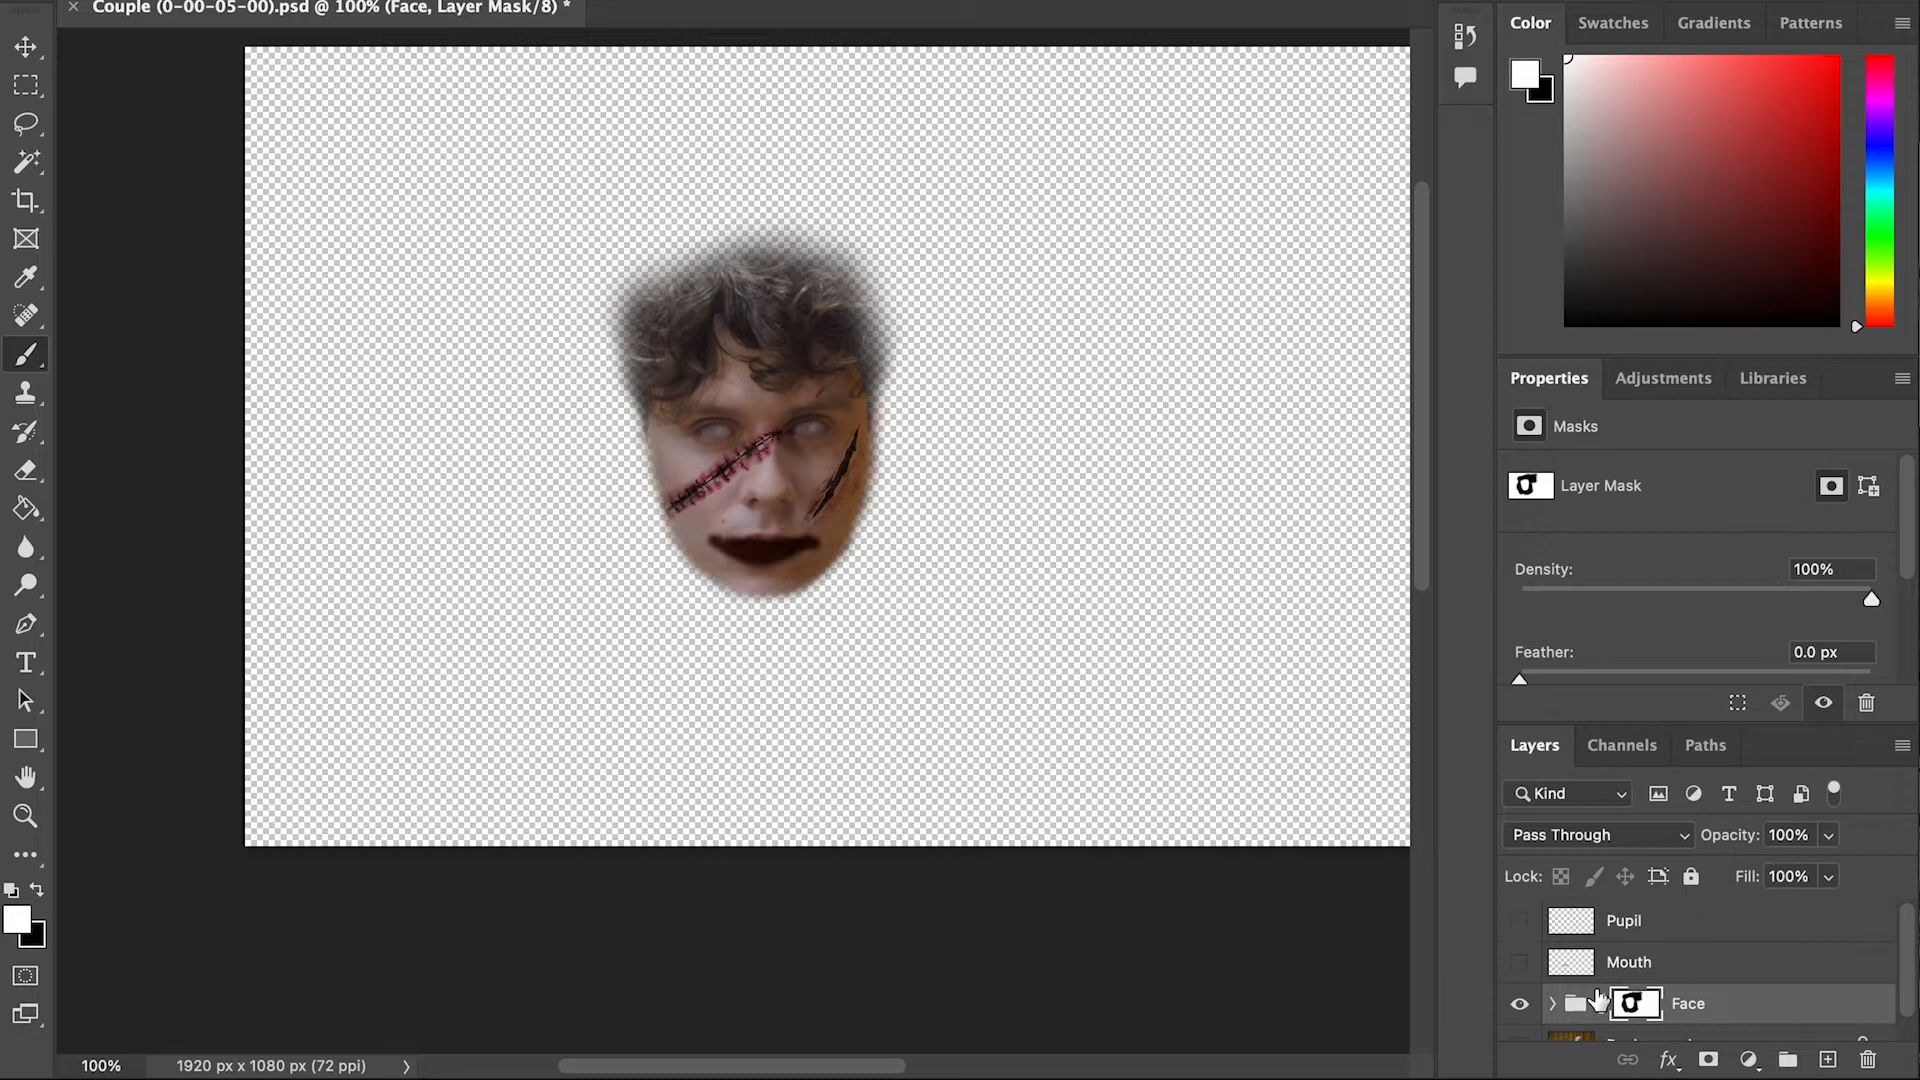 Couple (0-00-05-00).psd @ 100% (Face, Layer Mask/8) *
Color
Swatches
Gradients
Patterns
Properties
Adjustments
Libraries
Masks
Layer Mask
Density:
100%
Feather:
0.0 px
Layers
Channels
Paths
Kind
Pass Through
Opacity: 100%
Lock:
Fill: 100%
Pupil
Mouth
Face
100%
1920 px x 1080 px (72 ppi)